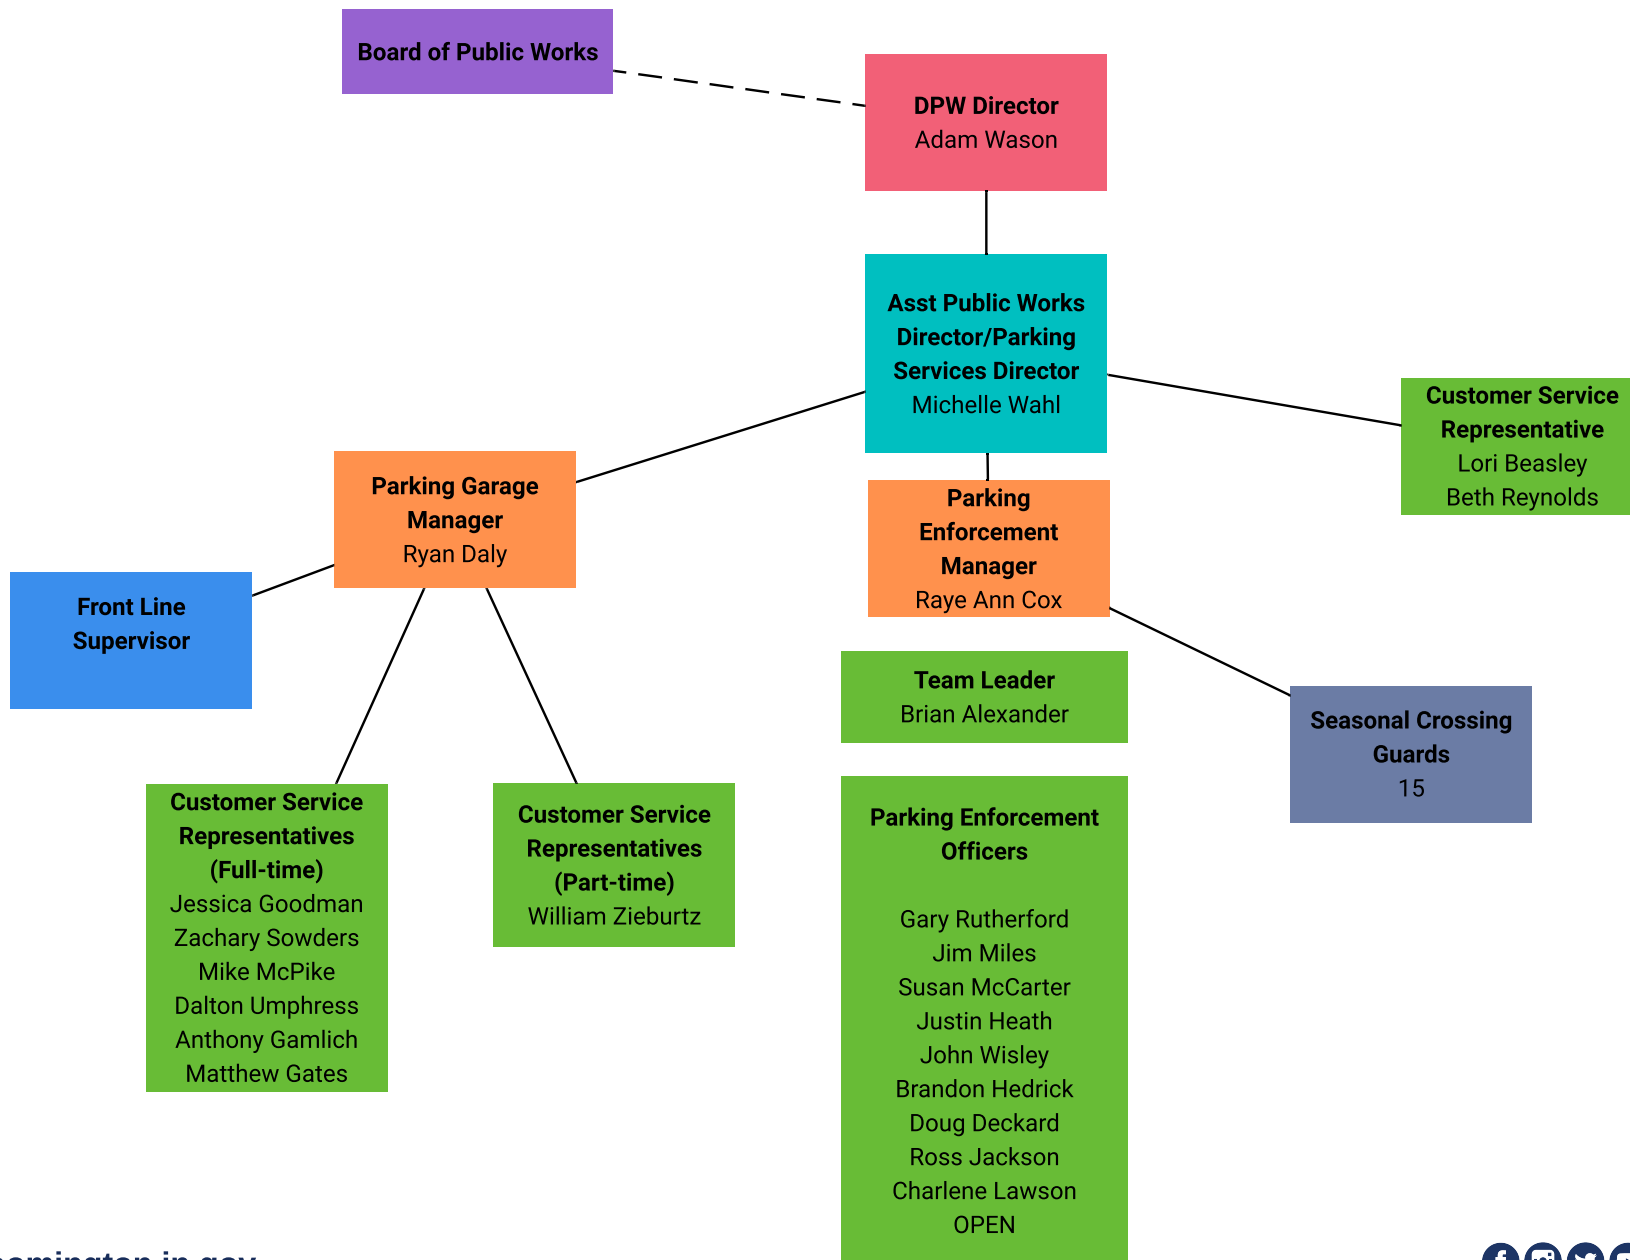 Board of Public Works
DPW Director
Adam Wason
Asst Public Works
Director/Parking
Services Director
Michelle Wahl
Customer Service
Representative
Lori Beasley
Beth Reynolds
Parking Garage
Manager
Ryan Daly
Parking
Enforcement
Manager
Raye Ann Cox
Front Line
Supervisor
Team Leader
Brian Alexander
Seasonal Crossing
Guards
15
Customer Service
Representatives
(Full-time)
Jessica Goodman
Zachary Sowders
Mike McPike
Dalton Umphress
Anthony Gamlich
Matthew Gates
Customer Service
Representatives
(Part-time)
William Zieburtz
Parking Enforcement
Officers
Gary Rutherford
Jim Miles
Susan McCarter
Justin Heath
John Wisley
Brandon Hedrick
Doug Deckard
Ross Jackson
Charlene Lawson
OPEN